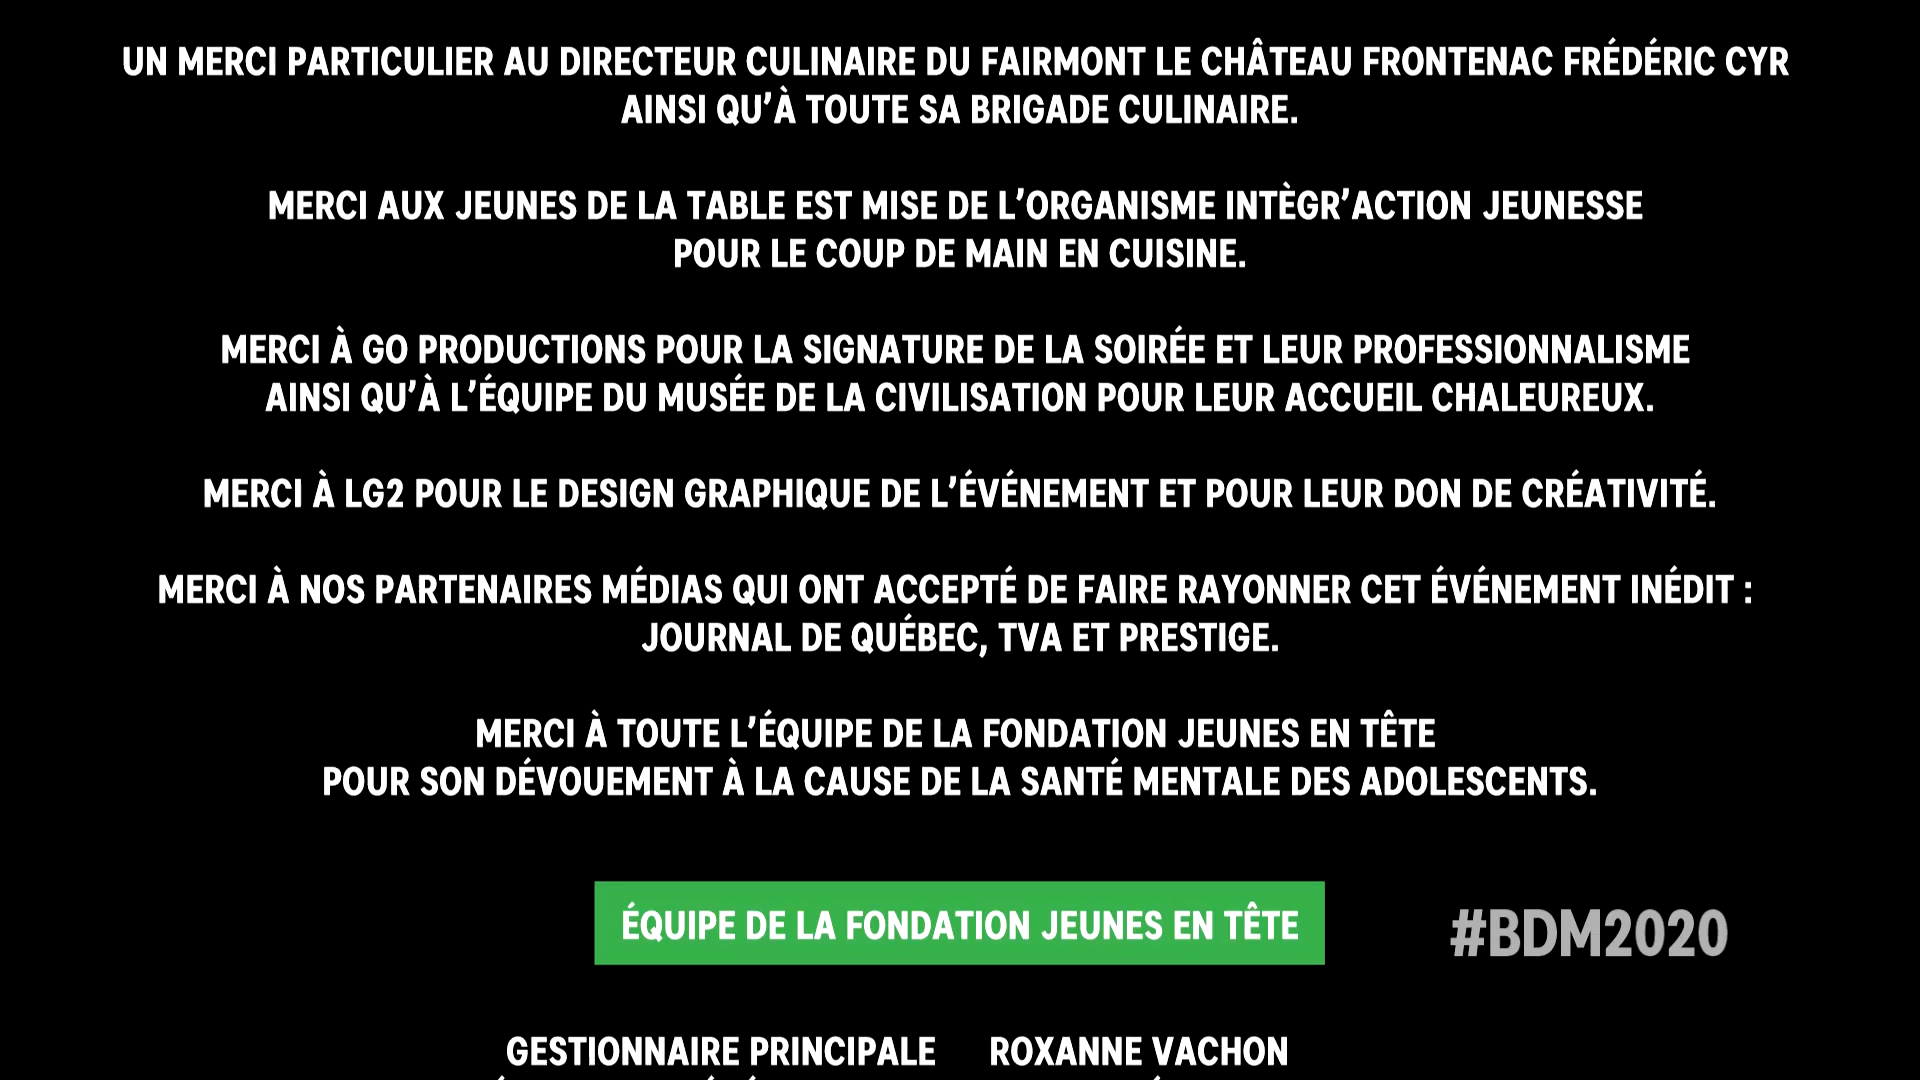 UN MERCI PARTICULIER AU DIRECTEUR CULINAIRE DU FAIRMONT LE CHÂTEAU FRONTENAC FRÉDÉRIC CYR
AINSI QU’À TOUTE SA BRIGADE CULINAIRE.
MERCI AUX JEUNES DE LA TABLE EST MISE DE L’ORGANISME INTÈGR’ACTION JEUNESSE
POUR LE COUP DE MAIN EN CUISINE.
MERCI À GO PRODUCTIONS POUR LA SIGNATURE DE LA SOIRÉE ET LEUR PROFESSIONNALISME
AINSI QU’À L’ÉQUIPE DU MUSÉE DE LA CIVILISATION POUR LEUR ACCUEIL CHALEUREUX.
MERCI À LG2 POUR LE DESIGN GRAPHIQUE DE L’ÉVÉNEMENT ET POUR LEUR DON DE CRÉATIVITÉ.
MERCI À NOS PARTENAIRES MÉDIAS QUI ONT ACCEPTÉ DE FAIRE RAYONNER CET ÉVÉNEMENT INÉDIT :
JOURNAL DE QUÉBEC, TVA ET PRESTIGE.
MERCI À TOUTE L’ÉQUIPE DE LA FONDATION JEUNES EN TÊTE
POUR SON DÉVOUEMENT À LA CAUSE DE LA SANTÉ MENTALE DES ADOLESCENTS.
ÉQUIPE DE LA FONDATION JEUNES EN TÊTE
#BDM2020
GESTIONNAIRE PRINCIPALE ROXANNE VACHON